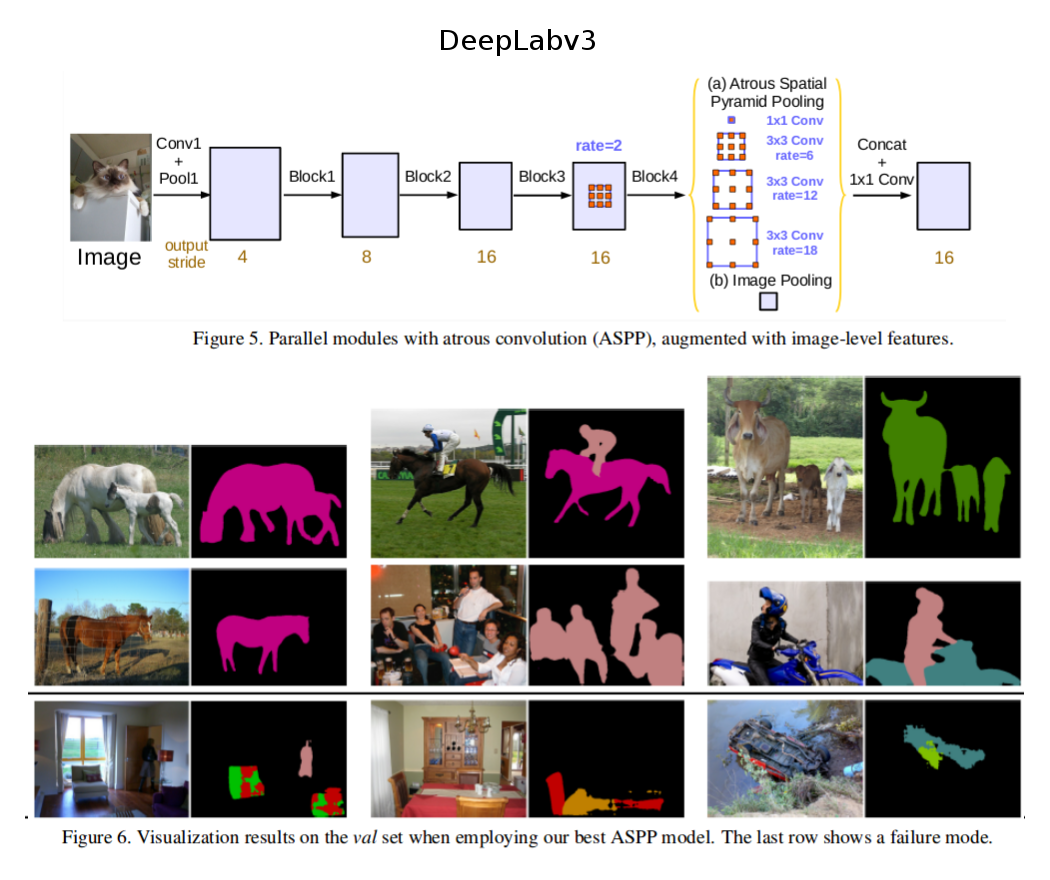 DeepLabv3
(a) Atrous Spatial
Pyramid Pooling
1x1 Conv
3x3 Conv
rate=6
3x3 Conv
rate=12
3x3 Conv
rate=18
(b) Image Pooling
Conv1
+
Pool1
Block1
Block2
Block3
rate=2
Block4
Concat
+
1x1 Conv
Image
output
stride
4
8
16
16
16
Figure 5. Parallel modules with atrous convolution (ASPP), augmented with image-level features.
Figure 6. Visualization results on the val set when employing our best ASPP model. The last row shows a failure mode.